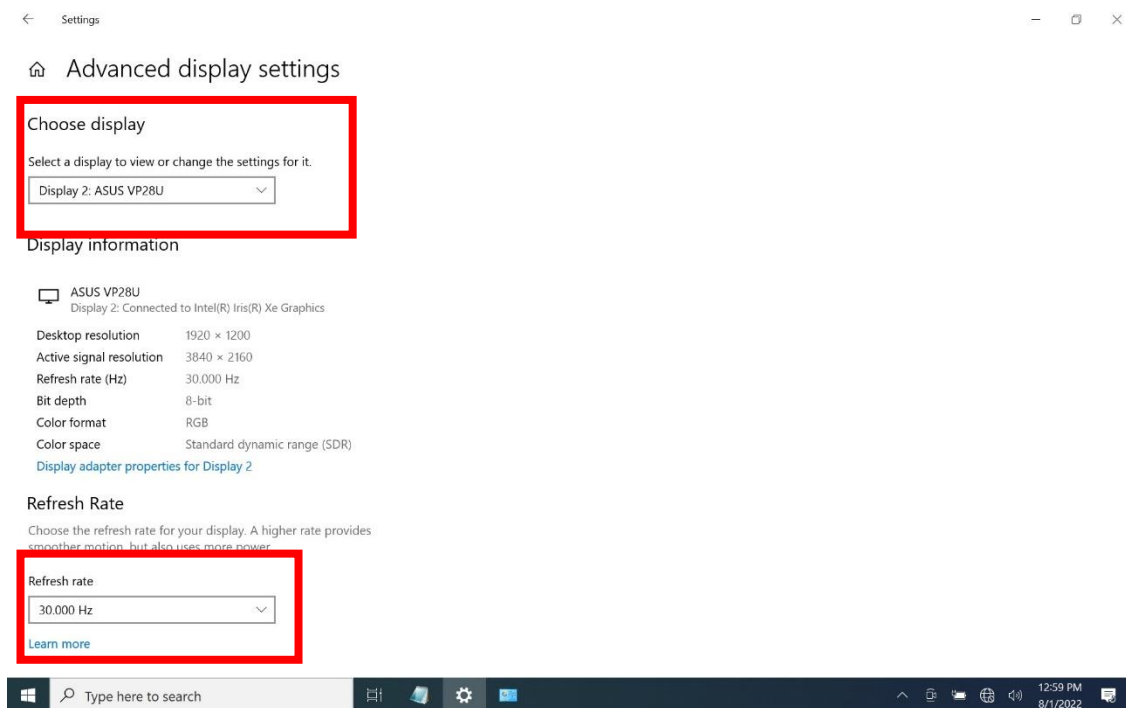 Settings
Advanced display settings
Choose display
Select a display to view or change the settings for it.
Display 2: ASUS VP28U
Display information
ASUS VP28U
Display 2: Connected to Intel(R) Iris(R) Xe Graphics
Desktop resolution 1920 × 1200
Active signal resolution 3840 × 2160
Refresh rate (Hz) 30.000 Hz
Bit depth 8-bit
Color format RGB
Color space Standard dynamic range (SDR)
Display adapter properties for Display 2
Refresh Rate
Choose the refresh rate for your display. A higher rate provides
smoother motion, but also uses more power.
Refresh rate
30.000 Hz
Learn more
Type here to search
12:59 PM
8/1/2022